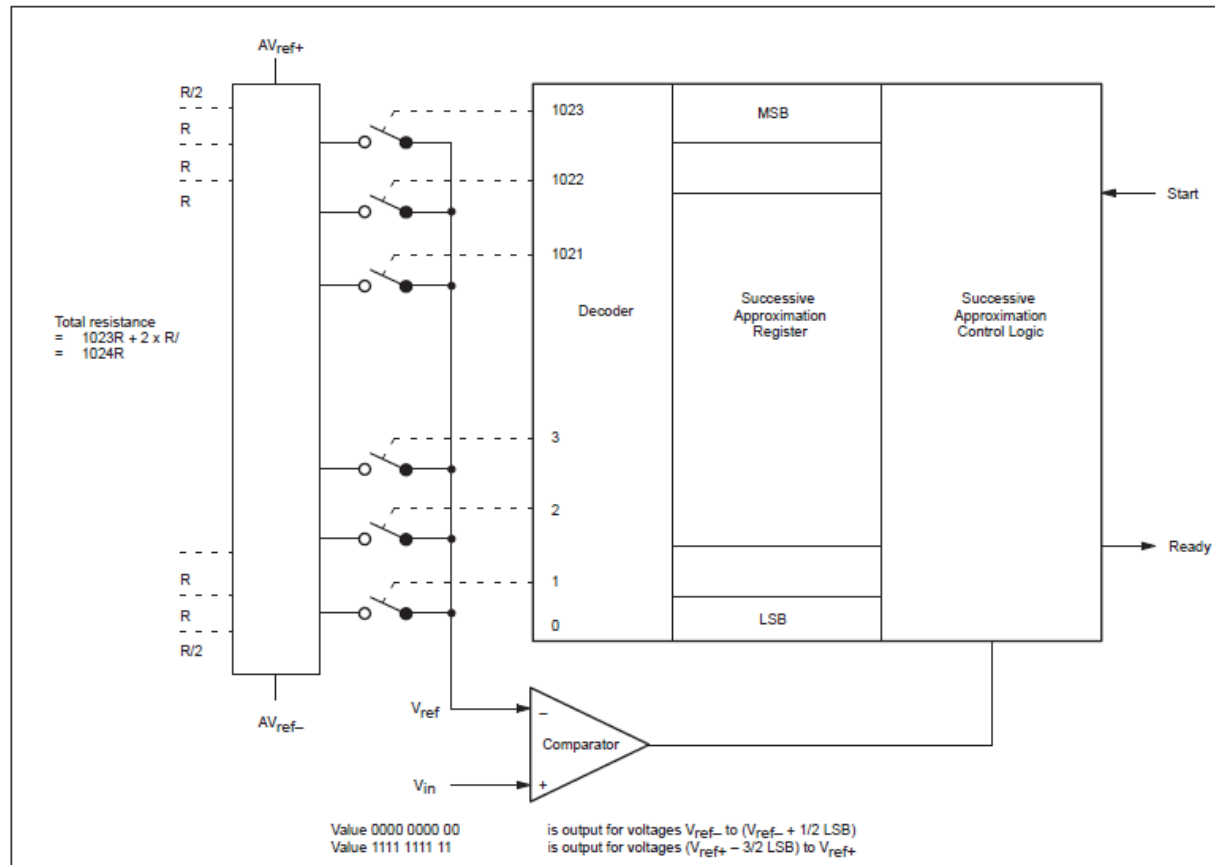 AVref+
R/2
R
R
R
1023
1022
1021
3
2
1
0
MSB
Start
Decoder
Successive
Approximation
Register
Successive
Approximation
Control Logic
Total resistance
= 1023R + 2 x R/
= 1024R
R
R
R/2
LSB
Ready
AVref–
Vref
–
Comparator
Vin
+
Value 0000 0000 00 is output for voltages Vref– to (Vref– + 1/2 LSB)
Value 1111 1111 11 is output for voltages (Vref+ – 3/2 LSB) to Vref+